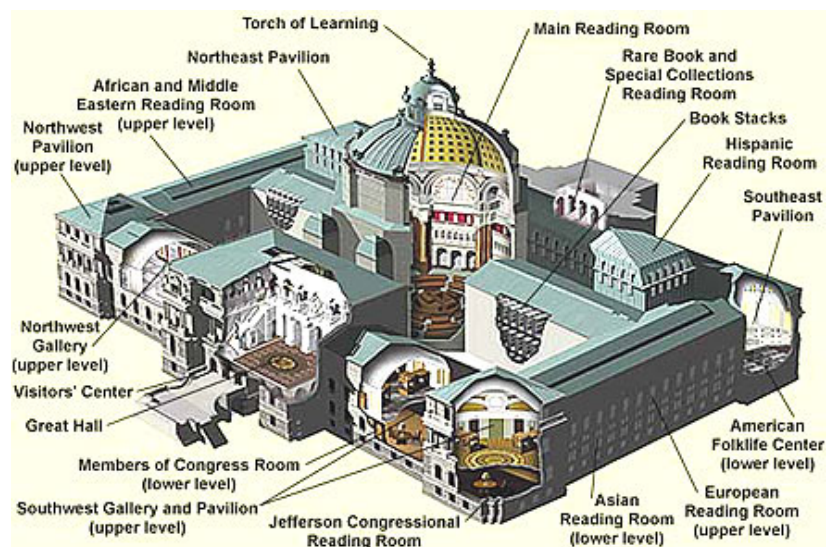 Torch of Learning
Main Reading Room
Northeast Pavilion
Rare Book and
Special Collections
Reading Room
African and Middle
Eastern Reading Room
(upper level)
Book Stacks
Northwest
Pavilion
(upper level)
Hispanic
Reading Room
Southeast
Pavilion
Northwest
Gallery
(upper level)
Visitors' Center
Great Hall
American
Folklife Center
(lower level)
Members of Congress Room
(lower level)
Southwest Gallery and Pavilion
(upper level)
Jefferson Congressional
Reading Room
Asian
Reading Room
(lower level)
European
Reading Room
(upper level)